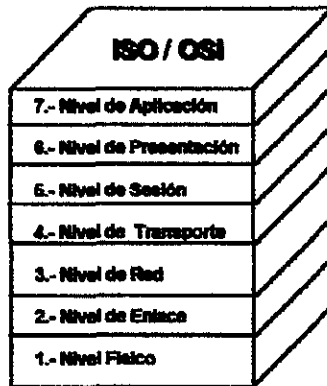 ISO / OSI
7.- Nivel de Aplicación
6.- Nivel de Presentación
5.- Nivel de Sesión
4.- Nivel de Transporte
3.- Nivel de Red
2.- Nivel de Enlace
1.- Nivel Físico